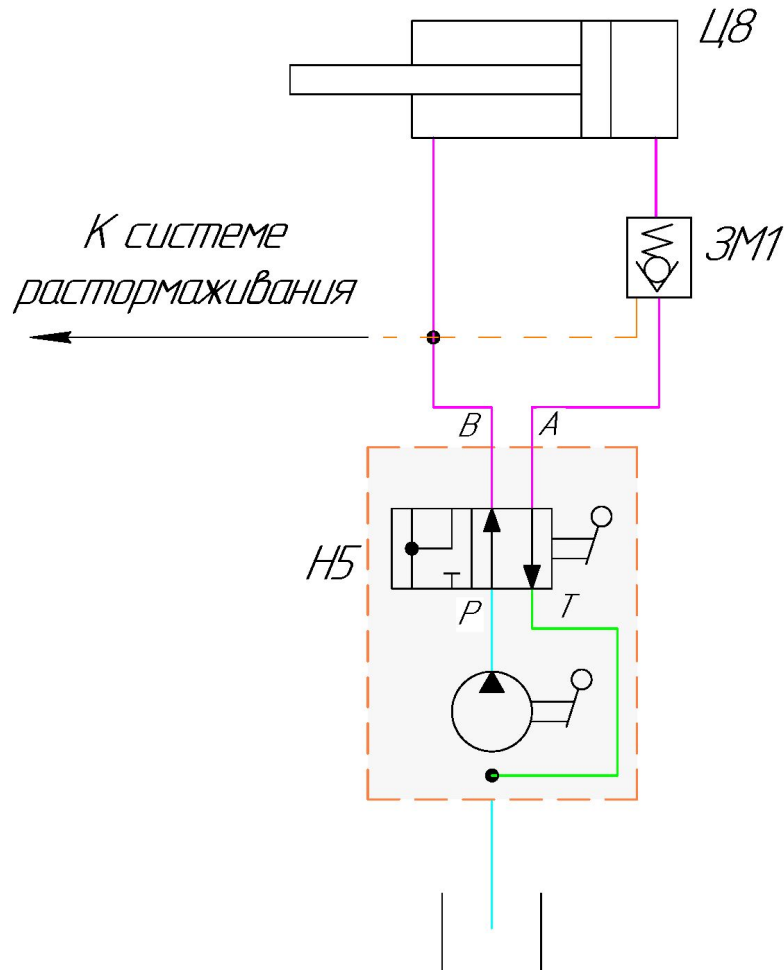 Ц8
К системе
растормаживания
ЗМ1
В
А
Н5
Р
Т